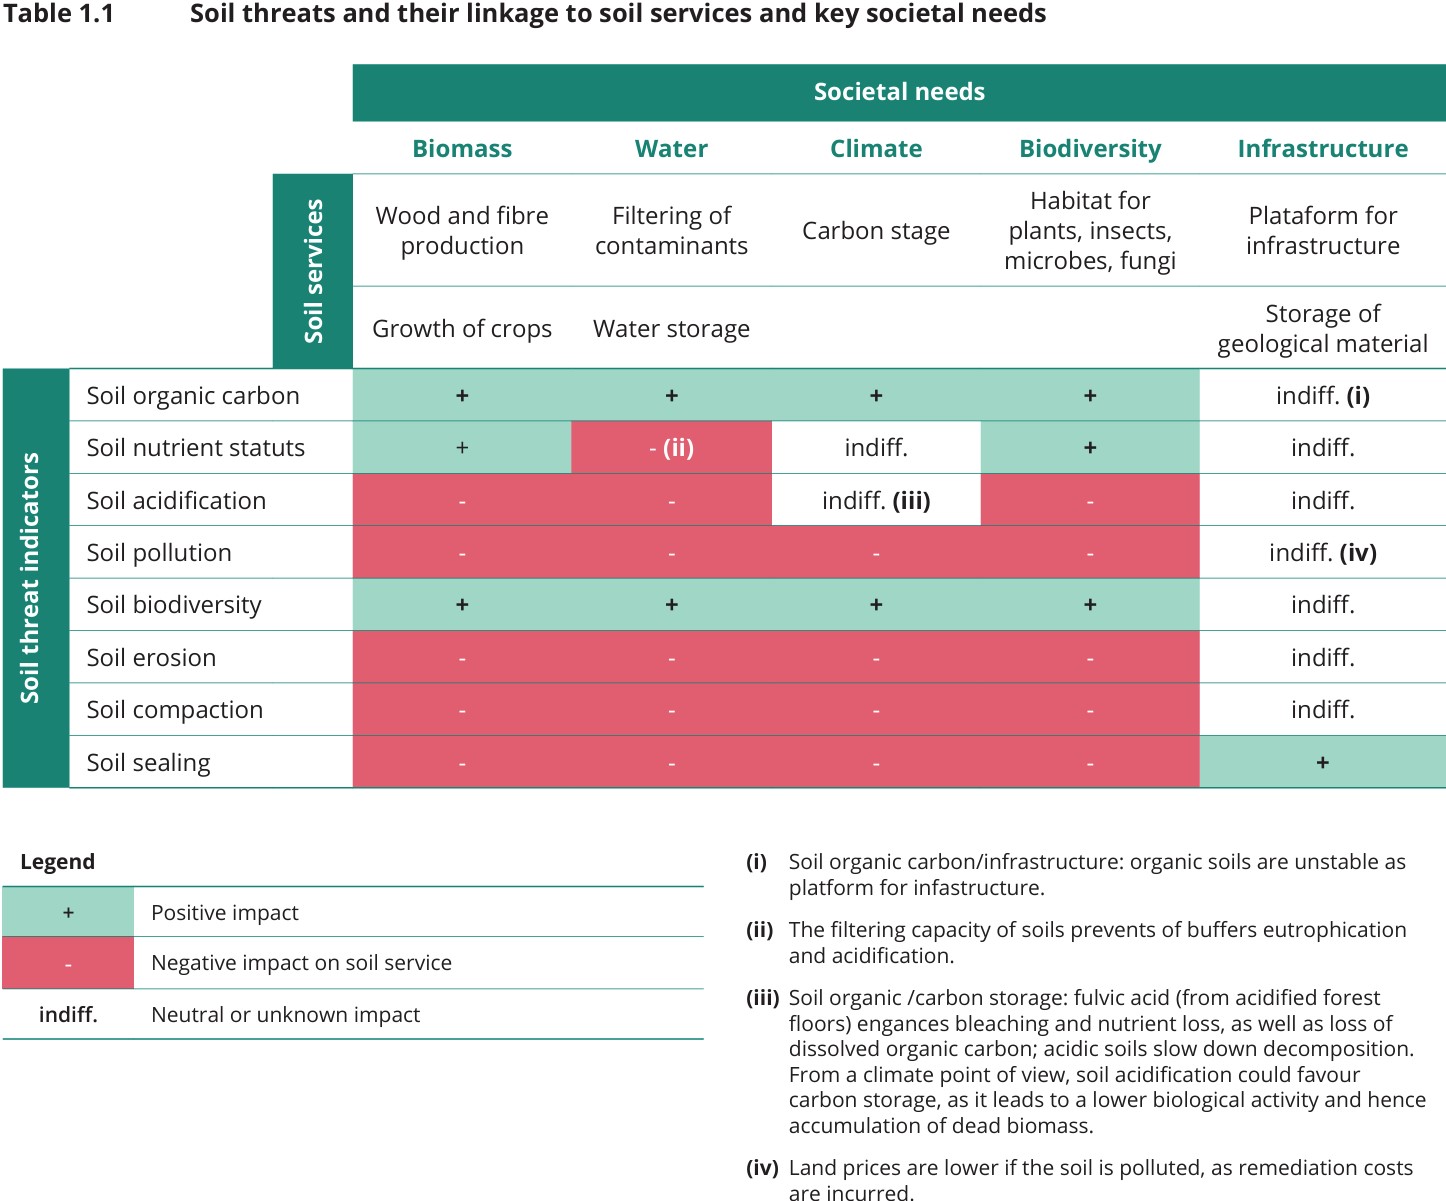 Table 1.1 Soil threats and their linkage to soil services and key societal needs
Societal needs
Biomass Water Climate Biodiversity Infrastructure
Soil services
Wood and fibre production Filtering of contaminants Carbon stage Habitat for plants, insects, microbes, fungi Plataform for infrastructure
Growth of crops Water storage Storage of geological material
Soil threat indicators
Soil organic carbon + + + + indiff. (i)
Soil nutrient statuts + - (ii) indiff. + indiff.
Soil acidification - - indiff. (iii) - indiff.
Soil pollution - - - - indiff. (iv)
Soil biodiversity + + + + indiff.
Soil erosion - - - - indiff.
Soil compaction - - - - indiff.
Soil sealing - - - - +
Legend
+ Positive impact
- Negative impact on soil service
indiff. Neutral or unknown impact
(i) Soil organic carbon/infrastructure: organic soils are unstable as
platform for infastructure.
(ii) The filtering capacity of soils prevents of buffers eutrophication
and acidification.
(iii) Soil organic /carbon storage: fulvic acid (from acidified forest
floors) engances bleaching and nutrient loss, as well as loss of
dissolved organic carbon; acidic soils slow down decomposition.
From a climate point of view, soil acidification could favour
carbon storage, as it leads to a lower biological activity and hence
accumulation of dead biomass.
(iv) Land prices are lower if the soil is polluted, as remediation costs
are incurred.